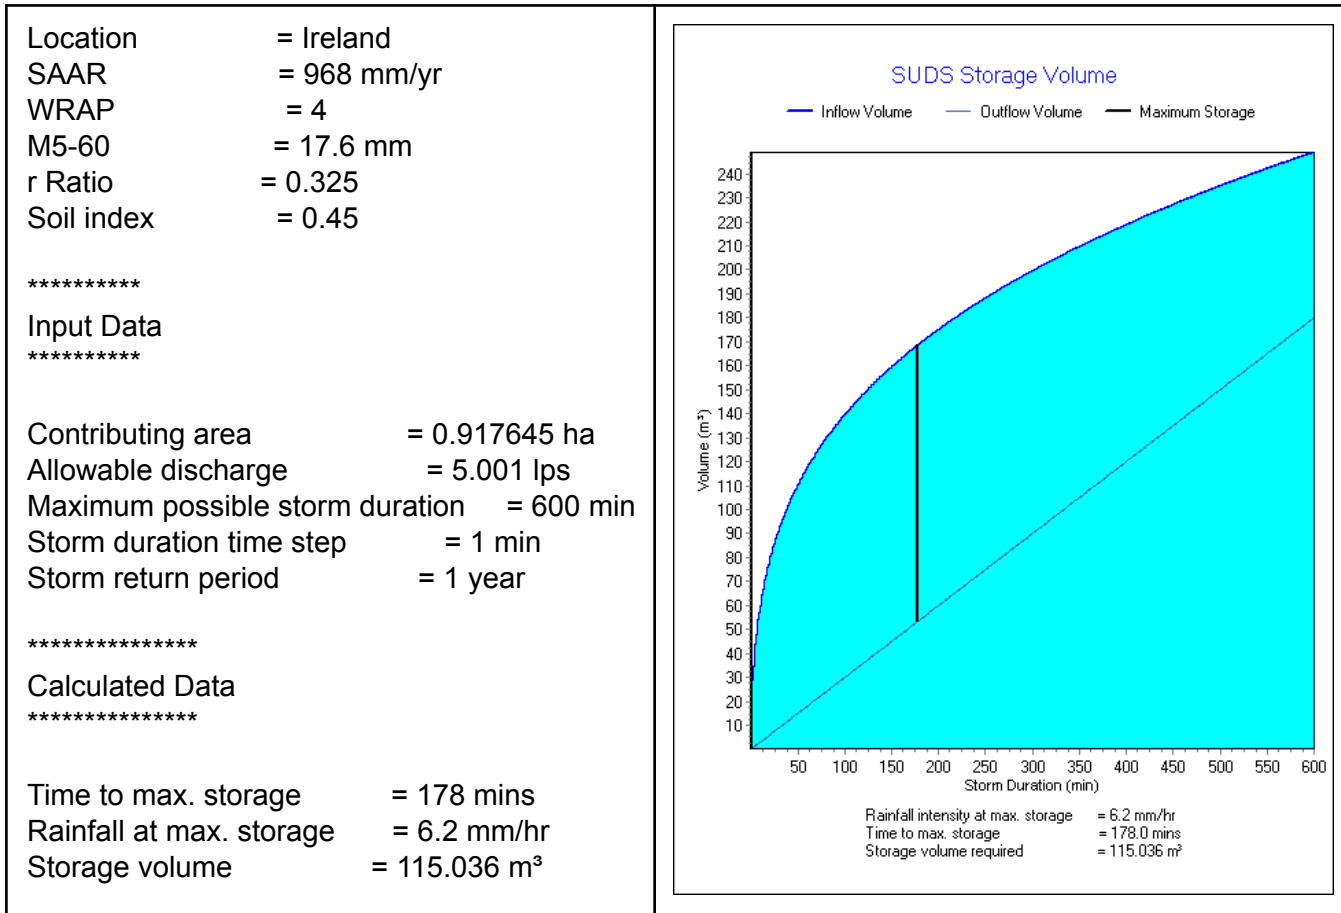 Location = Ireland
SAAR = 968 mm/yr
WRAP = 4
M5-60 = 17.6 mm
r Ratio = 0.325
Soil index = 0.45
**********
Input Data
**********
Contributing area = 0.917645 ha
Allowable discharge = 5.001 lps
Maximum possible storm duration = 600 min
Storm duration time step = 1 min
Storm return period = 1 year
***************
Calculated Data
***************
Time to max. storage = 178 mins
Rainfall at max. storage = 6.2 mm/hr
Storage volume = 115.036 m³
SUDS Storage Volume
Inflow Volume Outflow Volume Maximum Storage
Volume (m³)
240
230
220
210
200
190
180
170
160
150
140
130
120
110
100
90
80
70
60
50
40
30
20
10
50 100 150 200 250 300 350 400 450 500 550 600
Storm Duration (min)
Rainfall intensity at max. storage = 6.2 mm/hr
Time to max. storage = 178.0 mins
Storage volume required = 115.036 m³